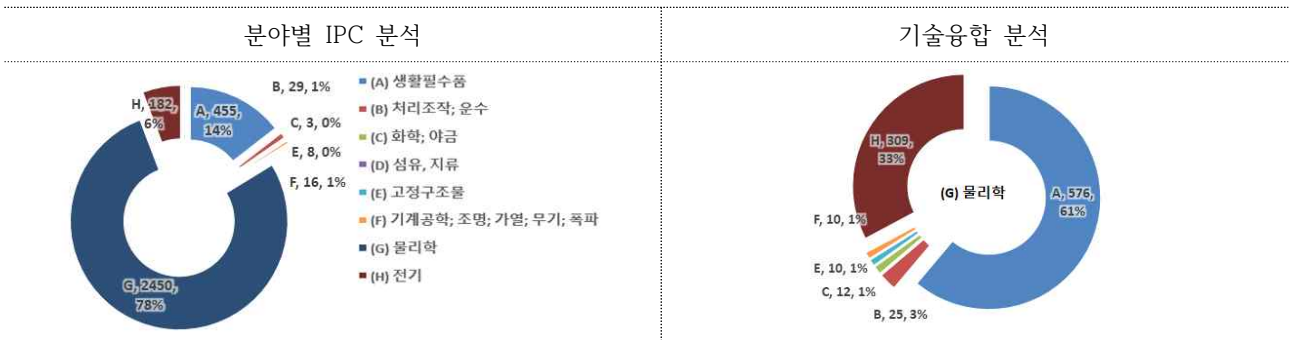 분야별 IPC 분석
H, 182,
6%
A, 455,
14%
B, 29, 1%
C, 3, 0%
E, 8, 0%
F, 16, 1%
G, 2450,
78%
(A) 생활필수품
(B) 처리조작; 운수
(C) 화학; 야금
(D) 섬유, 지류
(E) 고정구조물
(F) 기계공학; 조명; 가열; 무기; 폭파
(G) 물리학
(H) 전기
기술융합 분석
H, 309,
33%
(G) 물리학
A, 576,
61%
F, 10, 1%
E, 10, 1%
C, 12, 1%
B, 25, 3%